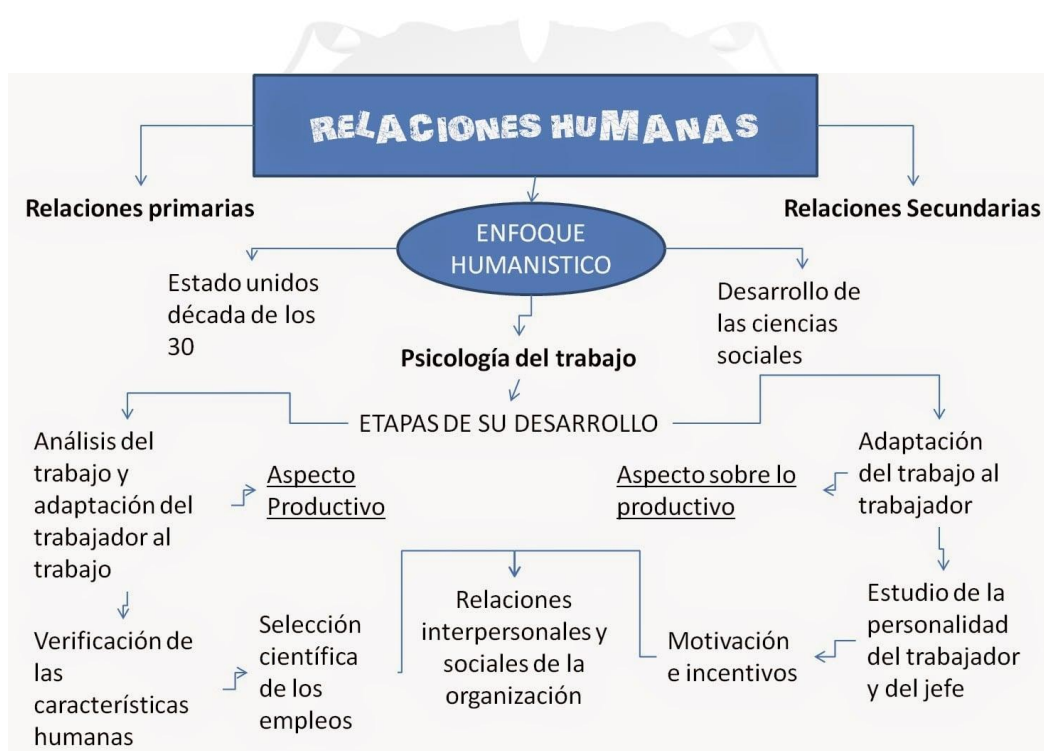 RELACIONES HUMANAS
Relaciones primarias
Relaciones Secundarias
ENFOQUE
HUMANISTICO
Estado unidos
década de los
30
Desarrollo de
las ciencias
sociales
Psicología del trabajo
ETAPAS DE SU DESARROLLO
Análisis del
trabajo y
adaptación del
trabajador al
trabajo
Aspecto
Productivo
Aspecto sobre lo
productivo
Adaptación
del trabajo al
trabajador
Verificación de
las
características
humanas
Selección
científica
de los
empleos
Relaciones
interpersonales y
sociales de la
organización
Motivación
e incentivos
Estudio de la
personalidad
del trabajador
y del jefe